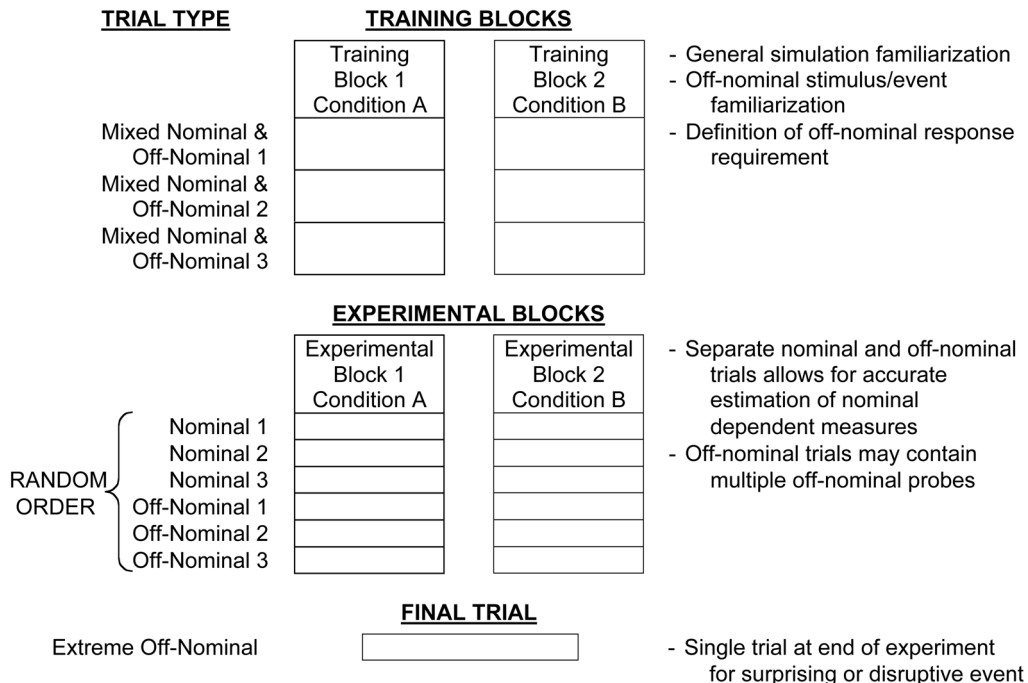 TRIAL TYPE
TRAINING BLOCKS
Training
Block 1
Condition A
Training
Block 2
Condition B
- General simulation familiarization
- Off-nominal stimulus/event
familiarization
- Definition of off-nominal response
requirement
Mixed Nominal &
Off-Nominal 1
Mixed Nominal &
Off-Nominal 2
Mixed Nominal &
Off-Nominal 3
EXPERIMENTAL BLOCKS
Experimental
Block 1
Condition A
Experimental
Block 2
Condition B
- Separate nominal and off-nominal
trials allows for accurate
estimation of nominal
dependent measures
- Off-nominal trials may contain
multiple off-nominal probes
RANDOM
ORDER
Nominal 1
Nominal 2
Nominal 3
Off-Nominal 1
Off-Nominal 2
Off-Nominal 3
FINAL TRIAL
Extreme Off-Nominal
- Single trial at end of experiment
for surprising or disruptive event